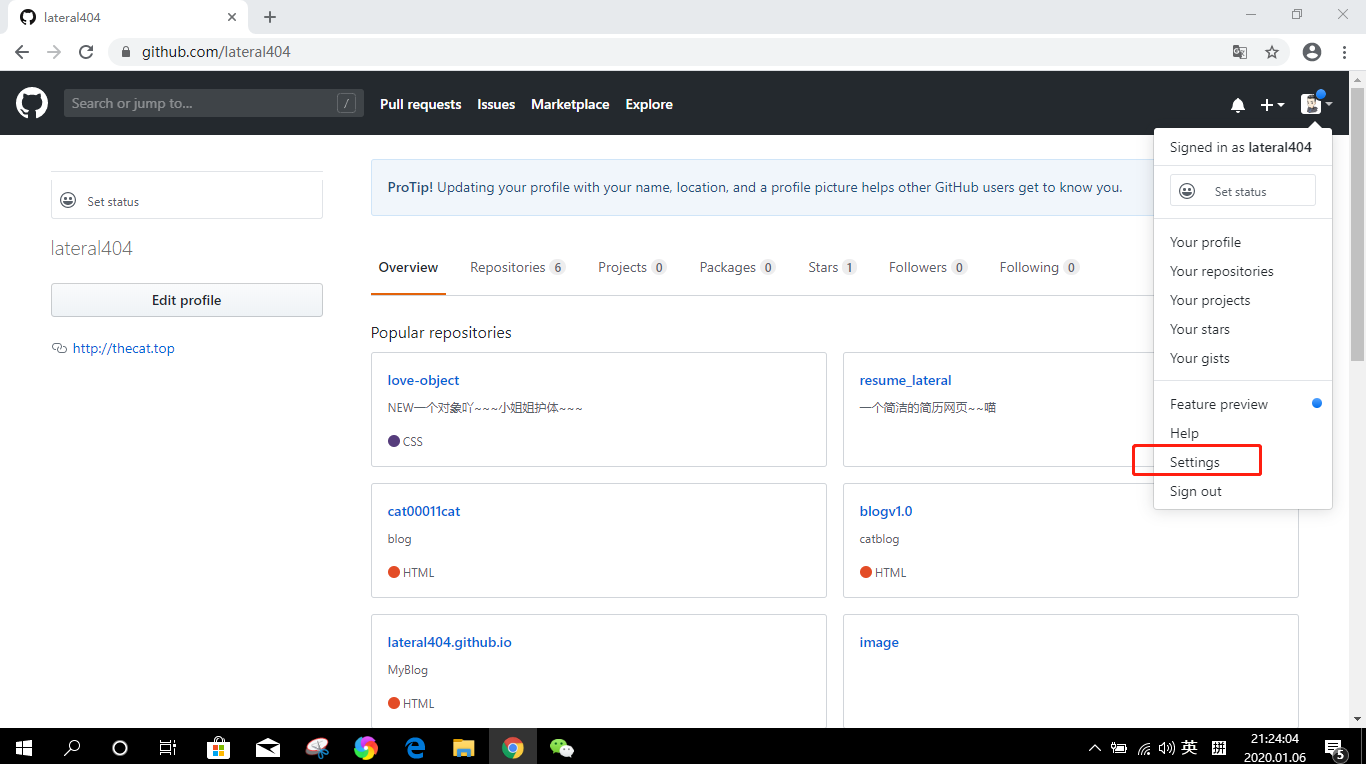 lateral404
github.com/lateral404
Search or jump to...
/
Pull requests
Issues
Marketplace
Explore
Signed in as lateral404
Set status
Your profile
Your repositories
Your projects
Your stars
Your gists
Feature preview
Help
Settings
Sign out
Set status
lateral404
Edit profile
http://thecat.top
ProTip! Updating your profile with your name, location, and a profile picture helps other GitHub users get to know you.
Overview
Repositories 6
Projects 0
Packages 0
Stars 1
Followers 0
Following 0
Popular repositories
love-object
NEW一个对象吖~~~小姐姐护体~~~
CSS
resume_lateral
一个简洁的简历网页~~喵
cat00011cat
blog
HTML
blogv1.0
catblog
HTML
lateral404.github.io
MyBlog
HTML
image
英
拼
21:24:04
2020.01.06
5